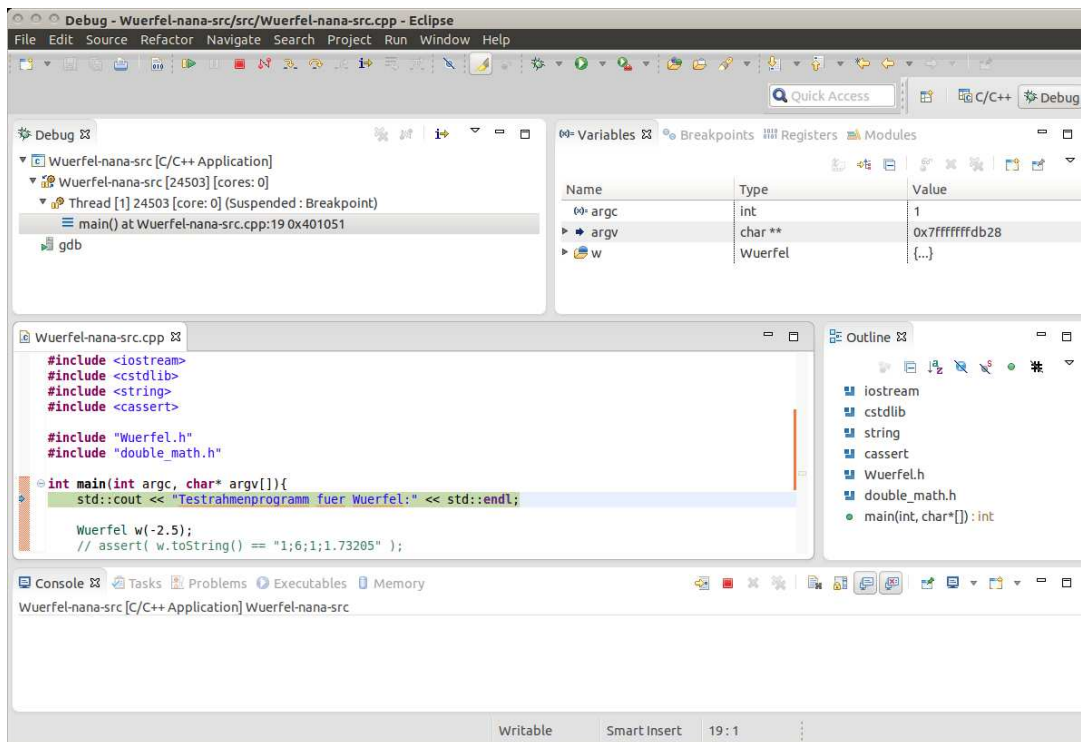 Debug - Wuerfel-nana-src/src/Wuerfel-nana-src.cpp - Eclipse
File Edit Source Refactor Navigate Search Project Run Window Help
Quick Access C/C++ Debug
Debug
Wuerfel-nana-src [C/C++ Application]
Wuerfel-nana-src [24503] [cores: 0]
Thread [1] 24503 [core: 0] (Suspended : Breakpoint)
main() at Wuerfel-nana-src.cpp:19 0x401051
gdb
Variables Breakpoints Registers Modules
Name Type Value
argc int 1
argv char ** 0x7fffffffdb28
w Wuerfel {...}
Wuerfel-nana-src.cpp
#include <iostream>
#include <cstdlib>
#include <string>
#include <cassert>
#include "Wuerfel.h"
#include "double_math.h"
int main(int argc, char* argv[]){
std::cout << "Testrahmenprogramm fuer Wuerfel:" << std::endl;
Wuerfel w(-2.5);
// assert( w.toString() == "1;6;1;1.73205" );
Outline
iostream
cstdlib
string
cassert
Wuerfel.h
double_math.h
main(int, char*[]) : int
Console Tasks Problems Executables Memory
Wuerfel-nana-src [C/C++ Application] Wuerfel-nana-src
Writable Smart Insert 19 : 1